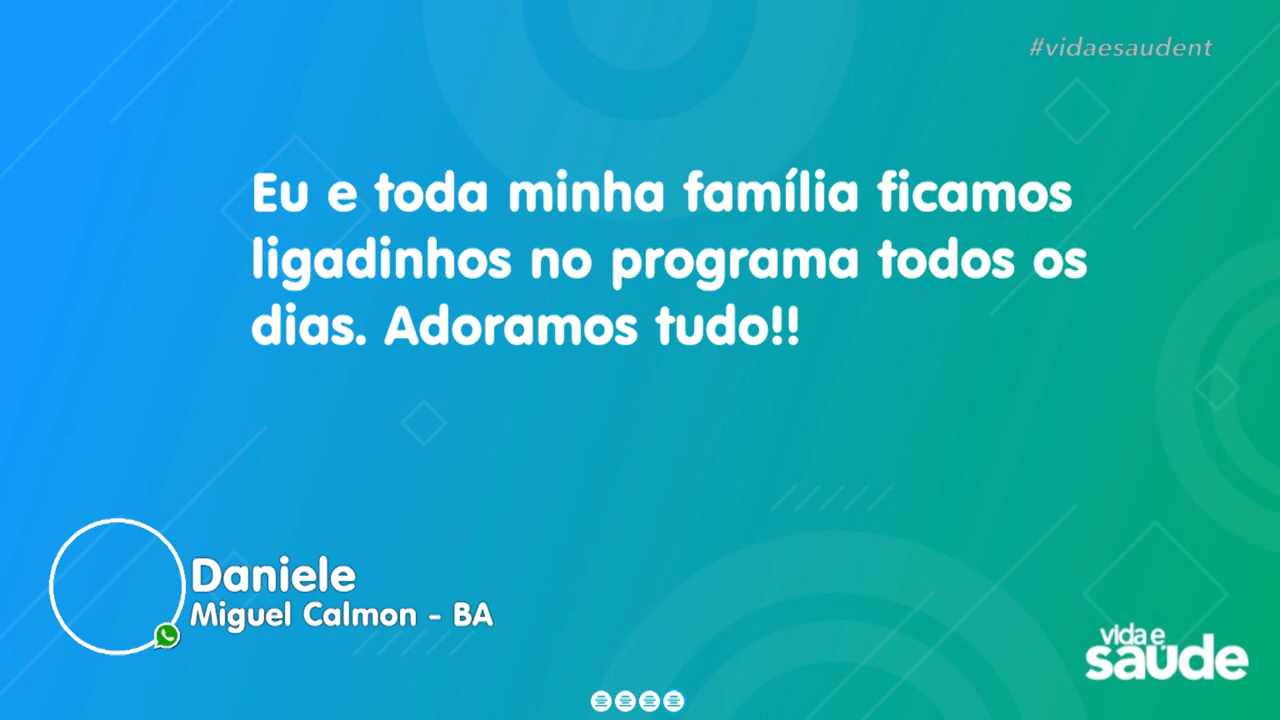 #vidaesaudent
Eu e toda minha família ficamos
ligadinhos no programa todos os
dias. Adoramos tudo!!
Daniele
Miguel Calmon - BA
vida e
saúde